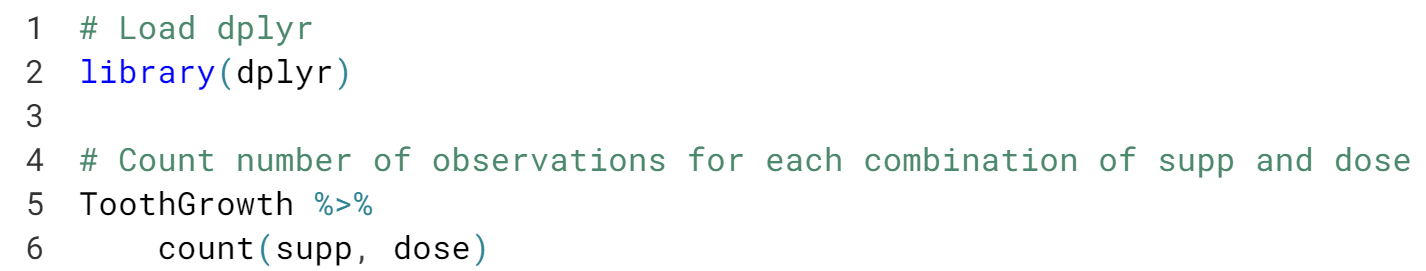 1 # Load dplyr
2 library(dplyr)
3
4 # Count number of observations for each combination of supp and dose
5 ToothGrowth %>%
6     count(supp, dose)